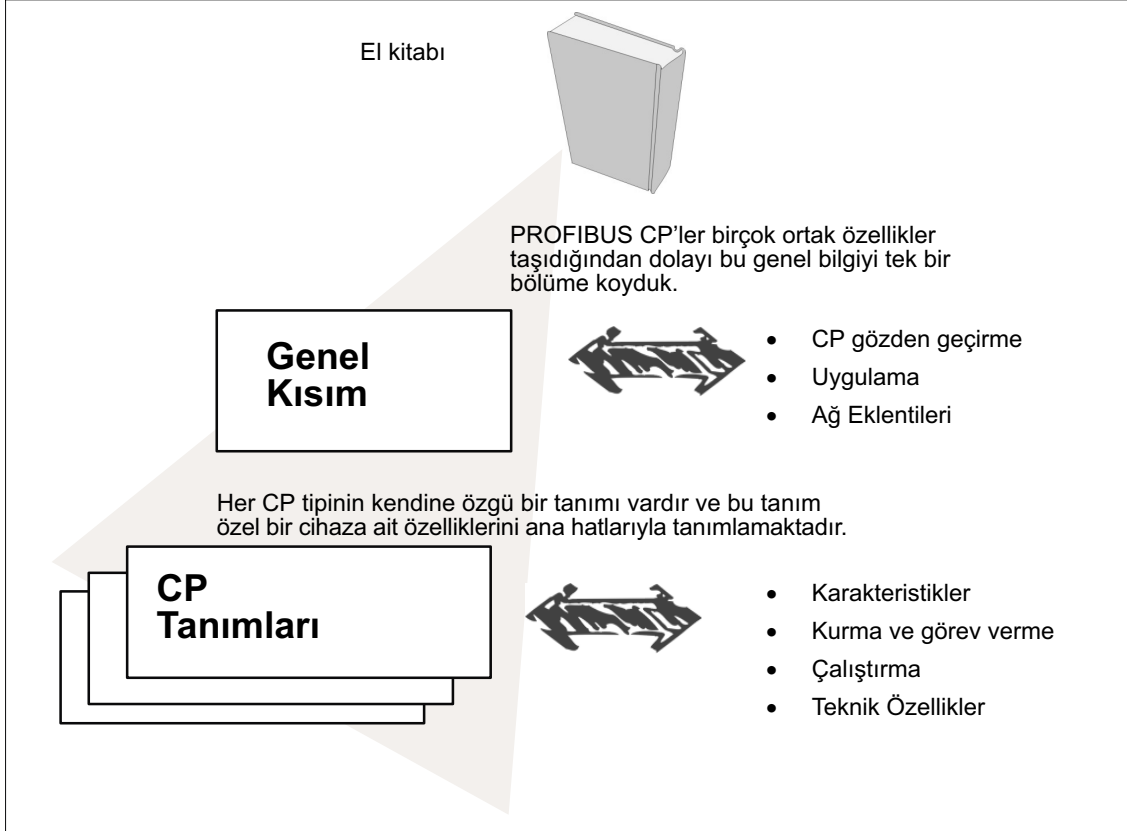 El kitabı
PROFIBUS CP’ler birçok ortak özellikler
taşıdığından dolayı bu genel bilgiyi tek bir
bölüme koyduk.
Genel
Kısım
• CP gözden geçirme
• Uygulama
• Ağ Eklentileri
Her CP tipinin kendine özgü bir tanımı vardır ve bu tanım
özel bir cihaza ait özelliklerini ana hatlarıyla tanımlamaktadır.
CP
Tanımları
• Karakteristikler
• Kurma ve görev verme
• Çalıştırma
• Teknik Özellikler